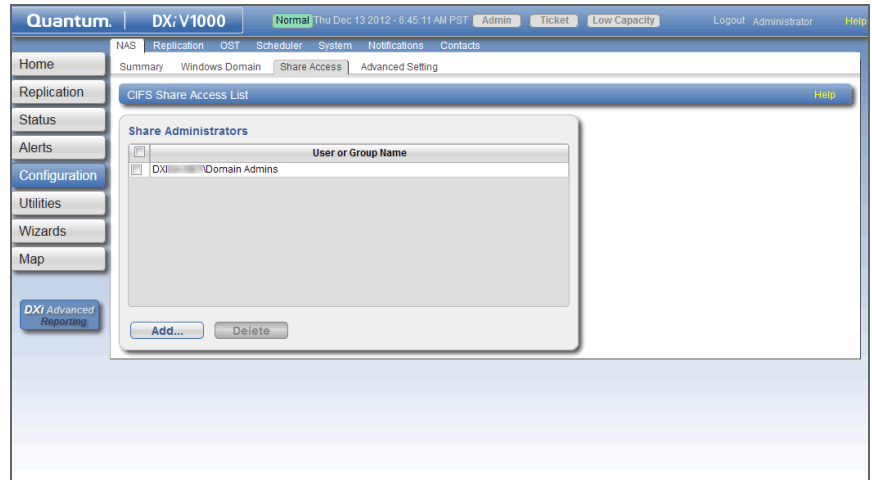 Quantum. DXi V1000 Normal Thu Dec 13 2012 - 6:45:11 AM PST Admin Ticket Low Capacity Logout Administrator Help
NAS Replication OST Scheduler System Notifications Contacts
Summary Windows Domain Share Access Advanced Setting
Home
Replication
Status
Alerts
Configuration
Utilities
Wizards
Map
DXi Advanced
Reporting
CIFS Share Access List Help
Share Administrators
User or Group Name
DXi \Domain Admins
Add... Delete